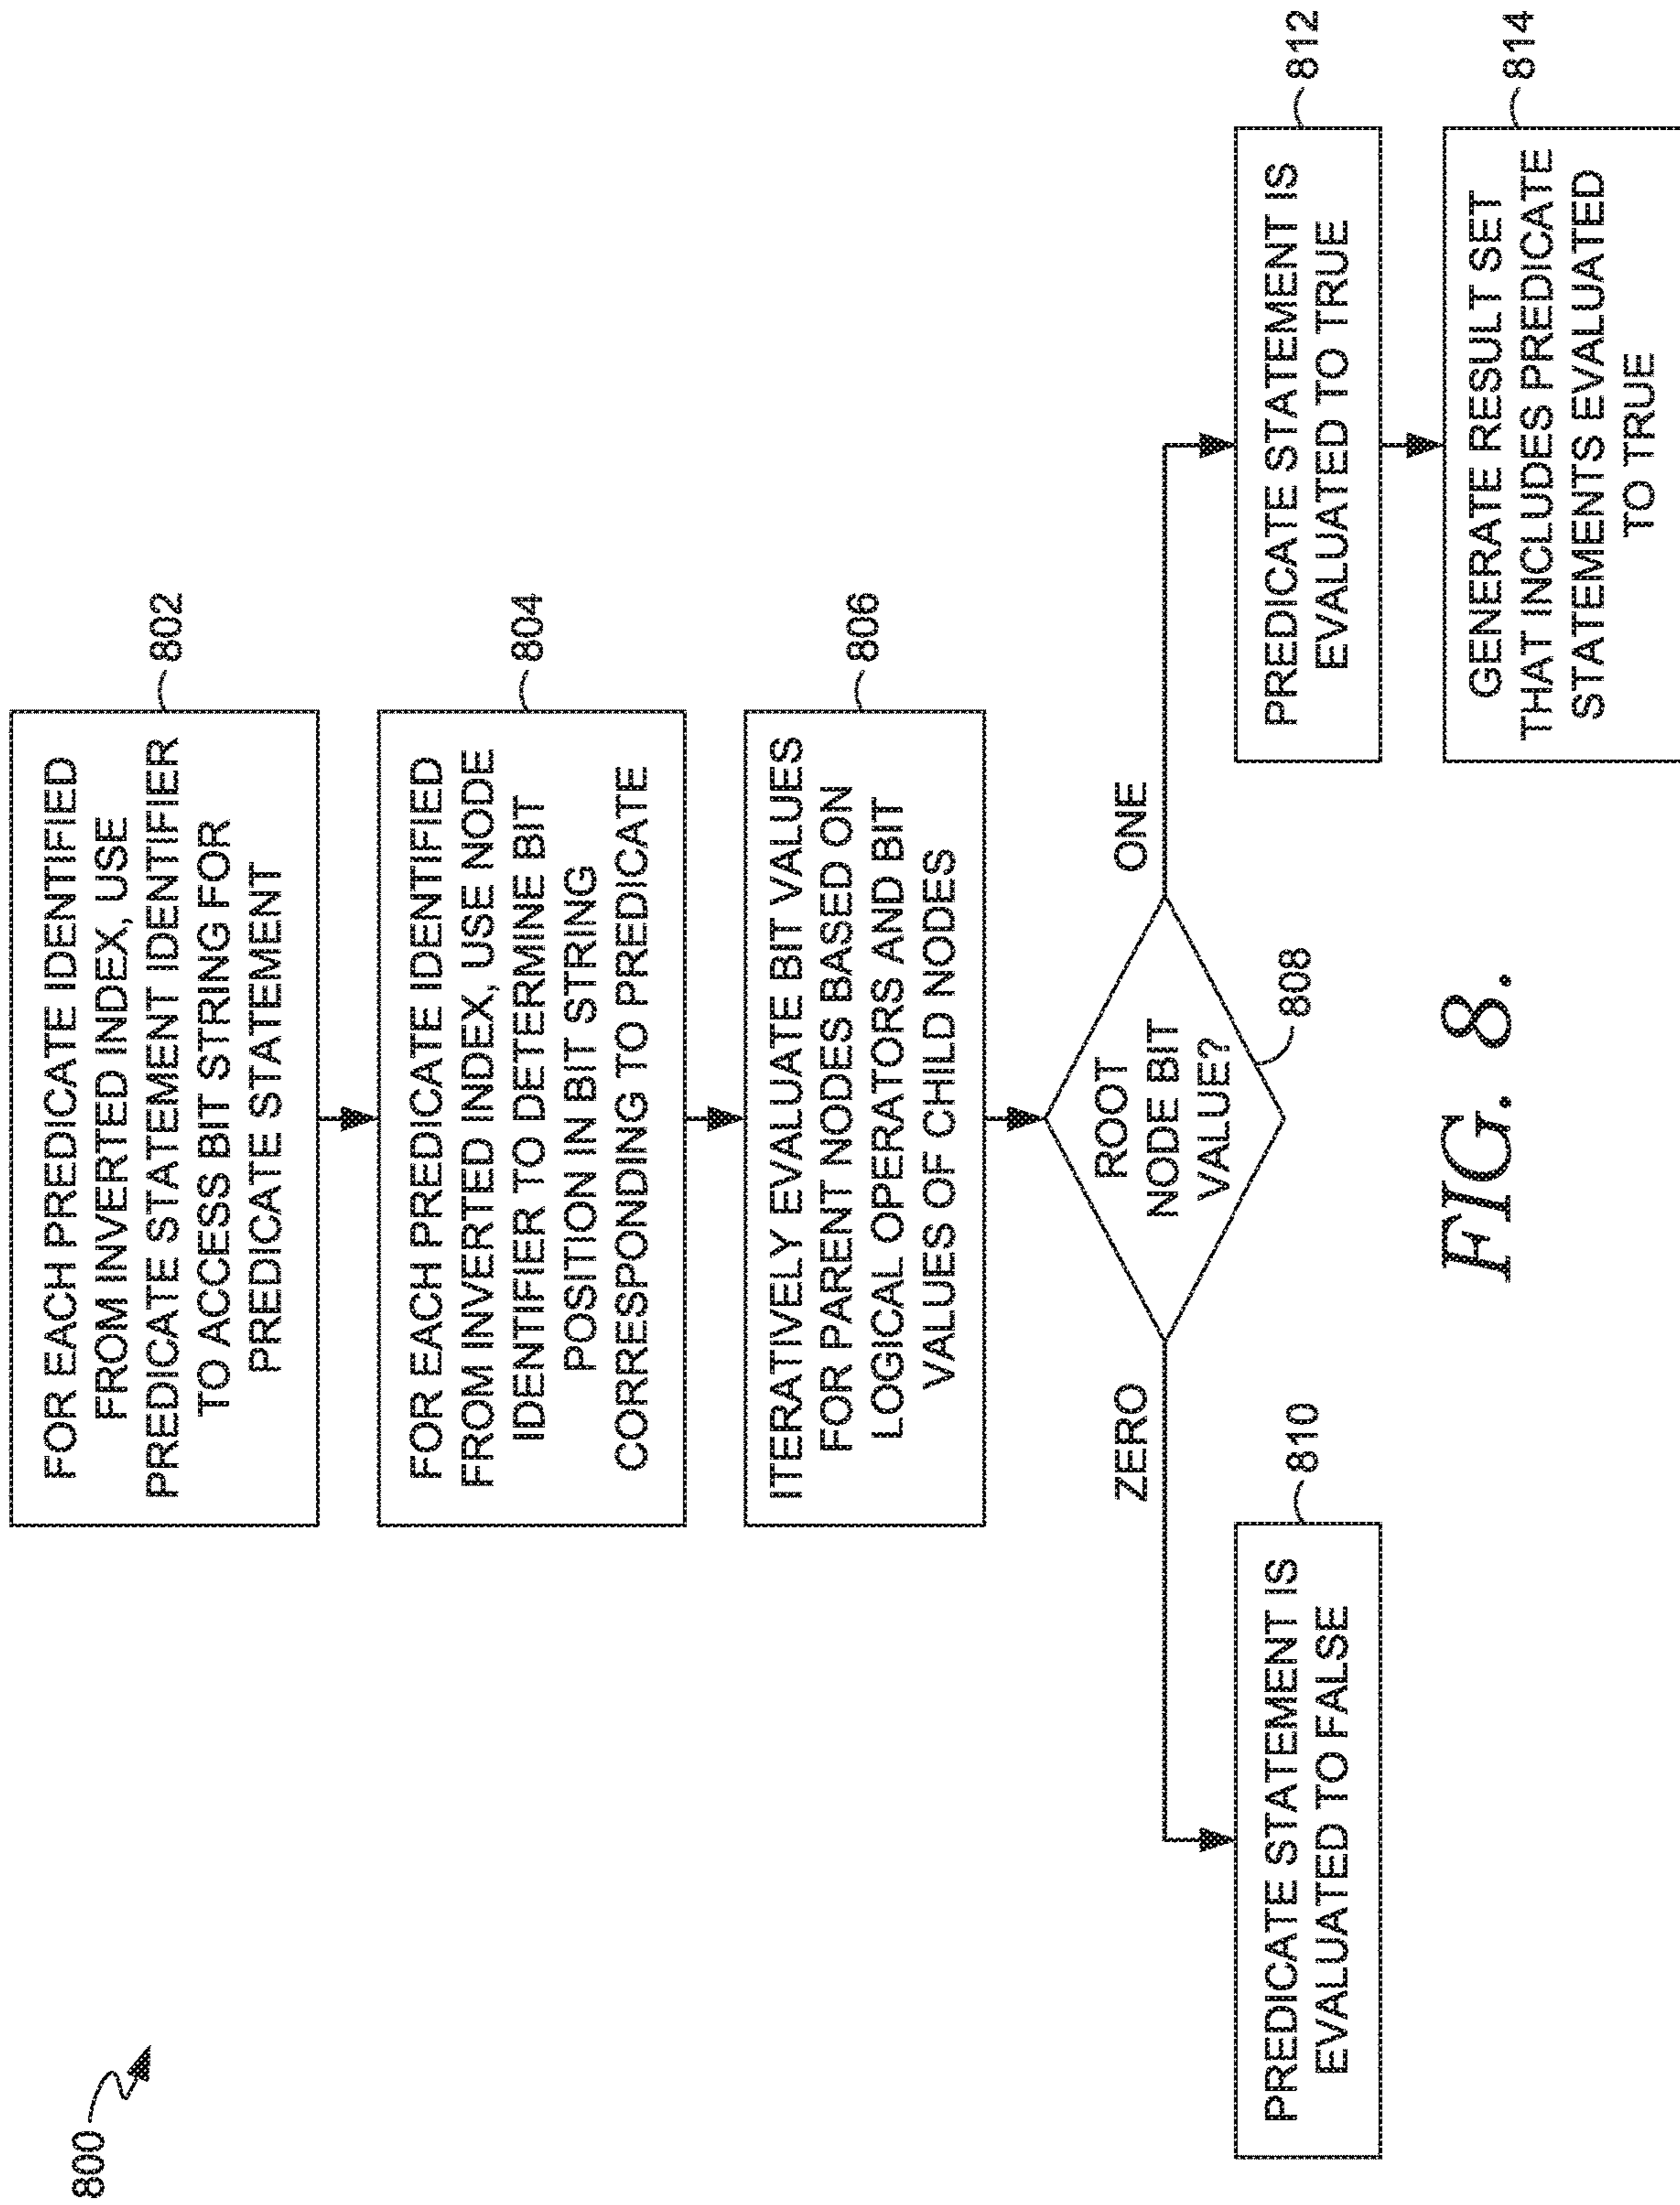 800
FOR EACH PREDICATE IDENTIFIED
FROM INVERTED INDEX, USE
PREDICATE STATEMENT IDENTIFIER
TO ACCESS BIT STRING FOR
PREDICATE STATEMENT
802
FOR EACH PREDICATE IDENTIFIED
FROM INVERTED INDEX, USE NODE
IDENTIFIER TO DETERMINE BIT
POSITION IN BIT STRING
CORRESPONDING TO PREDICATE
804
ITERATIVELY EVALUATE BIT VALUES
FOR PARENT NODES BASED ON
LOGICAL OPERATORS AND BIT
VALUES OF CHILD NODES
806
ROOT
NODE BIT
VALUE?
808
ZERO
ONE
PREDICATE STATEMENT IS
EVALUATED TO FALSE
810
PREDICATE STATEMENT IS
EVALUATED TO TRUE
812
GENERATE RESULT SET
THAT INCLUDES PREDICATE
STATEMENTS EVALUATED
TO TRUE
814
FIG. 8.